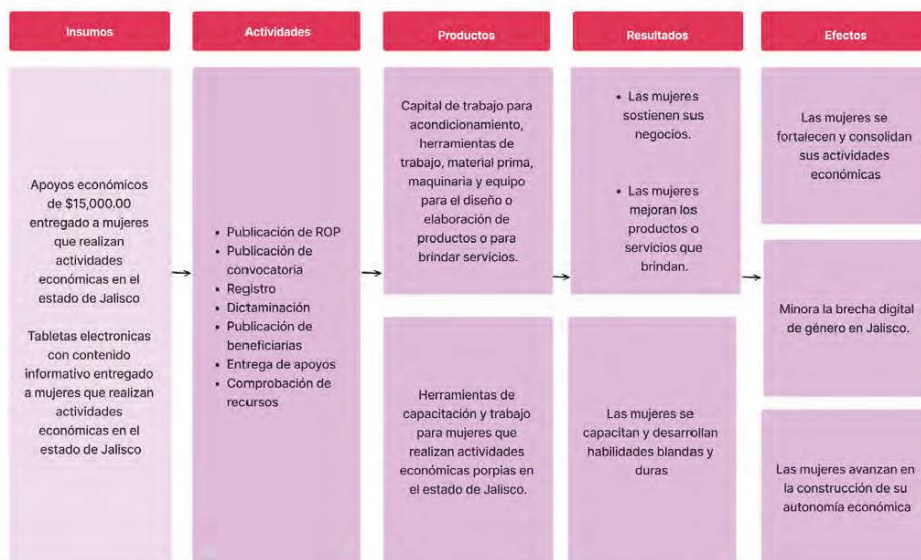 Insumos
Actividades
Productos
Resultados
Efectos
Apoyos económicos
de $15,000.00
entregado a mujeres
que realizan
actividades
económicas en el
estado de Jalisco
Tabletas electronicas
con contenido
informativo entregado
a mujeres que realizan
actividades
económicas en el
estado de Jalisco
• Publicación de ROP
• Publicación de
convocatoria
• Registro
• Dictaminación
• Publicación de
beneficiarias
• Entrega de apoyos
• Comprobación de
recursos
Capital de trabajo para
acondicionamiento,
herramientas de
trabajo, material prima,
maquinaria y equipo
para el diseño o
elaboración de
productos o para
brindar servicios.
Herramientas de
capacitación y trabajo
para mujeres que
realizan actividades
económicas porpias en
el estado de Jalisco.
• Las mujeres
sostienen sus
negocios.
• Las mujeres
mejoran los
productos o
servicios que
brindan.
Las mujeres se
capacitan y desarrollan
habilidades blandas y
duras
Las mujeres se
fortalecen y consolidan
sus actividades
económicas
Minora la brecha digital
de género en Jalisco.
Las mujeres avanzan en
la construcción de su
autonomía económica